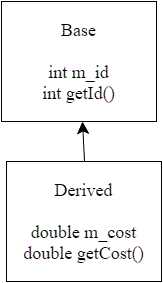 Base
int m_id
int getId()
Derived
double m_cost
double getCost()